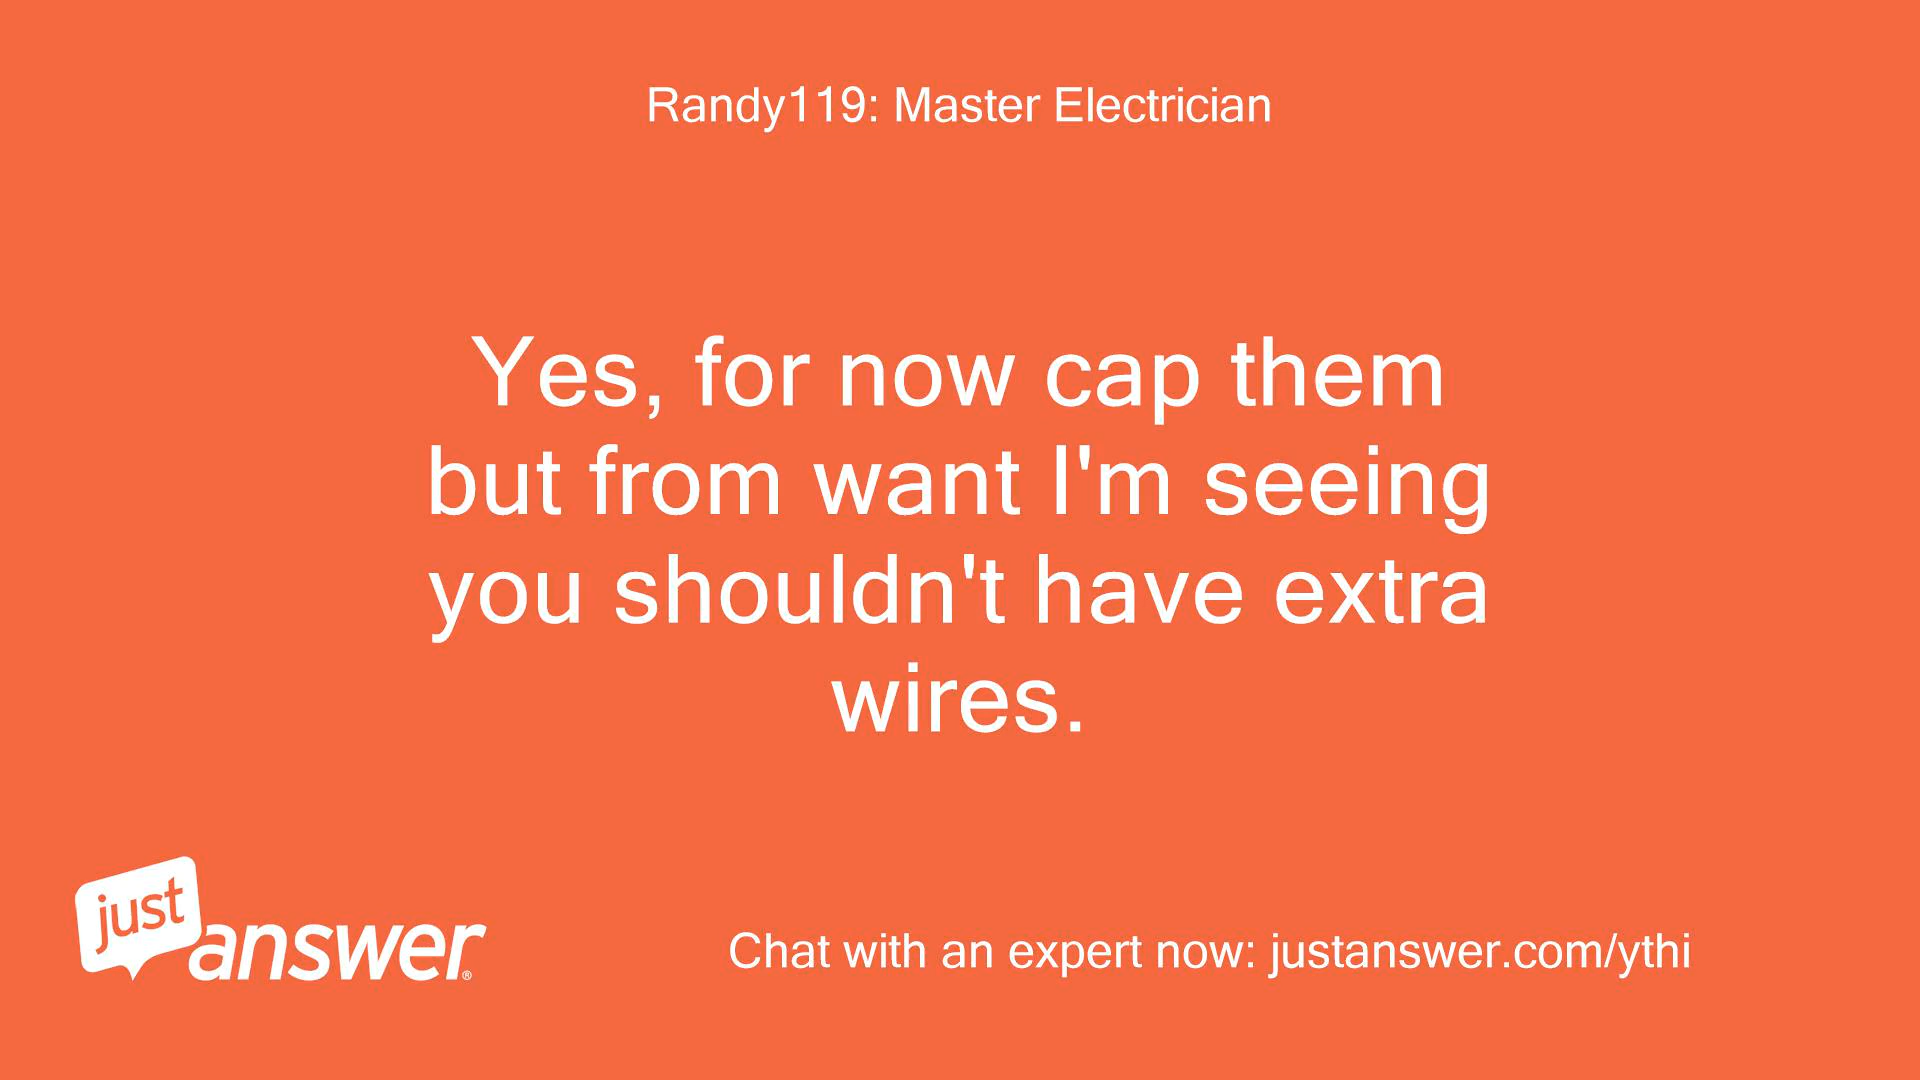 Randy119: Master Electrician
Yes, for now cap them
but from want I'm seeing
you shouldn't have extra
wires.
just
answer®
Chat with an expert now: justanswer.com/ythi